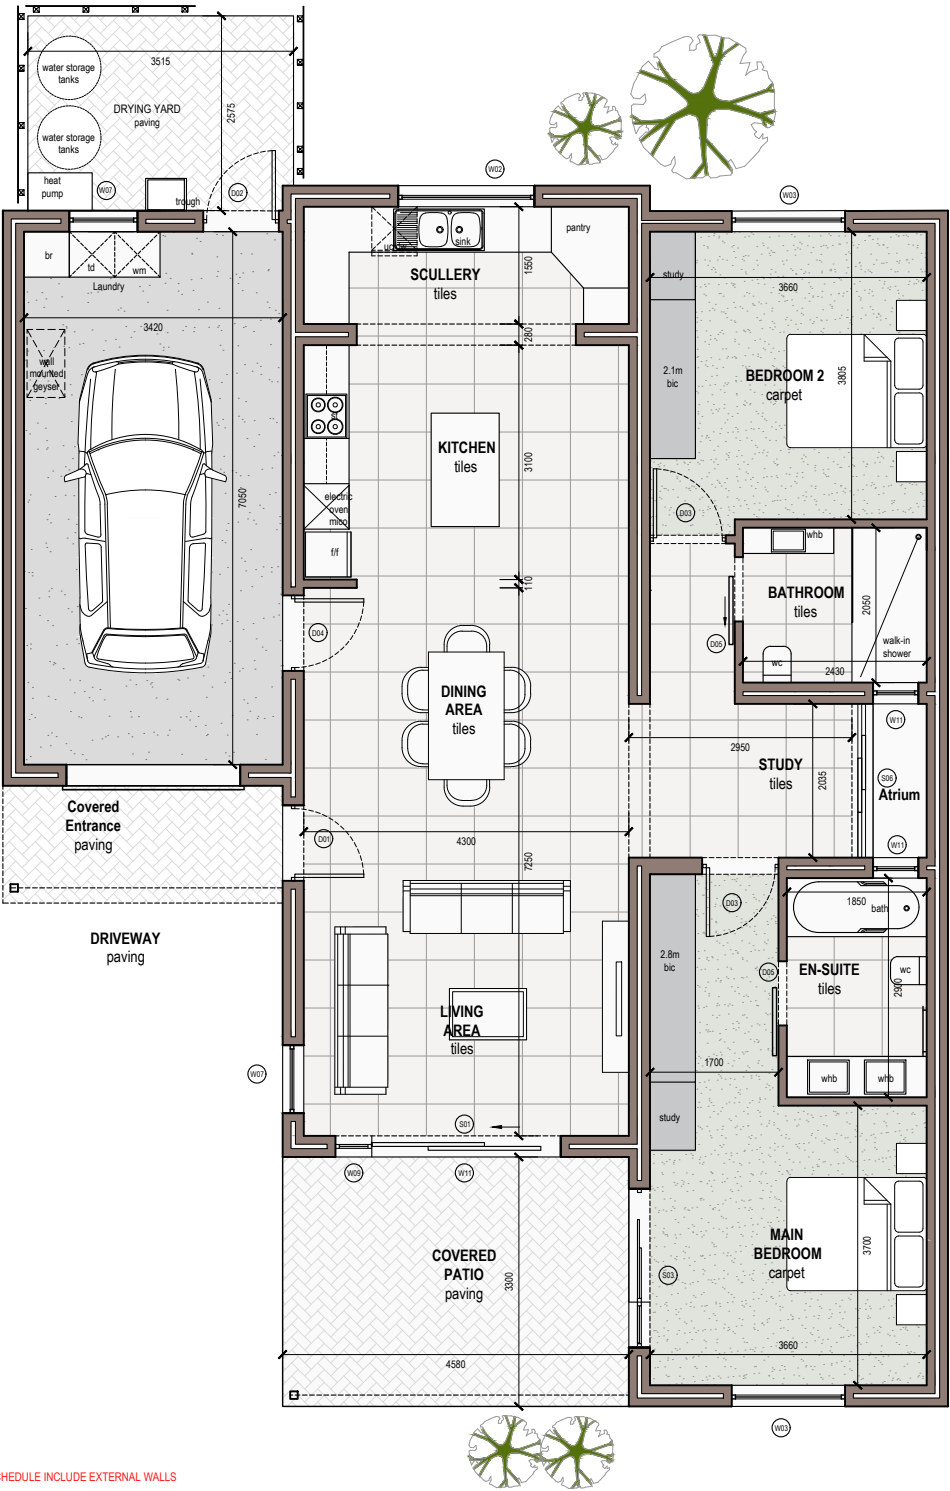 3515
water storage
tanks
2575
DRYING YARD
paving
water storage
tanks
heat
pump
W07
trough
D02
W02
W03
br
td
wm
Laundry
sink
pantry
SCULLERY
tiles
1550
study
3660
3420
280
wall
mounted
geyser
2.1m
bic
BEDROOM 2
carpet
3805
KITCHEN
tiles
3100
7050
electric
oven
mico
f/f
D03
whb
110
BATHROOM
tiles
2050
D04
D05
walk-in
shower
wc
2430
DINING
AREA
tiles
W11
2950
STUDY
tiles
2035
S06
Atrium
Covered
Entrance
paving
D01
4300
7250
W11
D03
1850
bath
DRIVEWAY
paving
2.8m
bic
D05
EN-SUITE
tiles
wc
2900
LIVING
AREA
tiles
W07
1700
whb
whb
study
S01
W09
W11
COVERED
PATIO
paving
3300
MAIN
BEDROOM
carpet
3700
S03
4580
3660
W03
HEDULE INCLUDE EXTERNAL WALLS